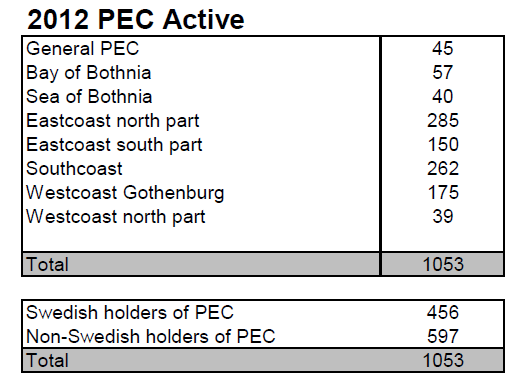 2012 PEC Active
General PEC 45
Bay of Bothnia 57
Sea of Bothnia 40
Eastcoast north part 285
Eastcoast south part 150
Southcoast 262
Westcoast Gothenburg 175
Westcoast north part 39
Total 1053
Swedish holders of PEC 456
Non-Swedish holders of PEC 597
Total 1053